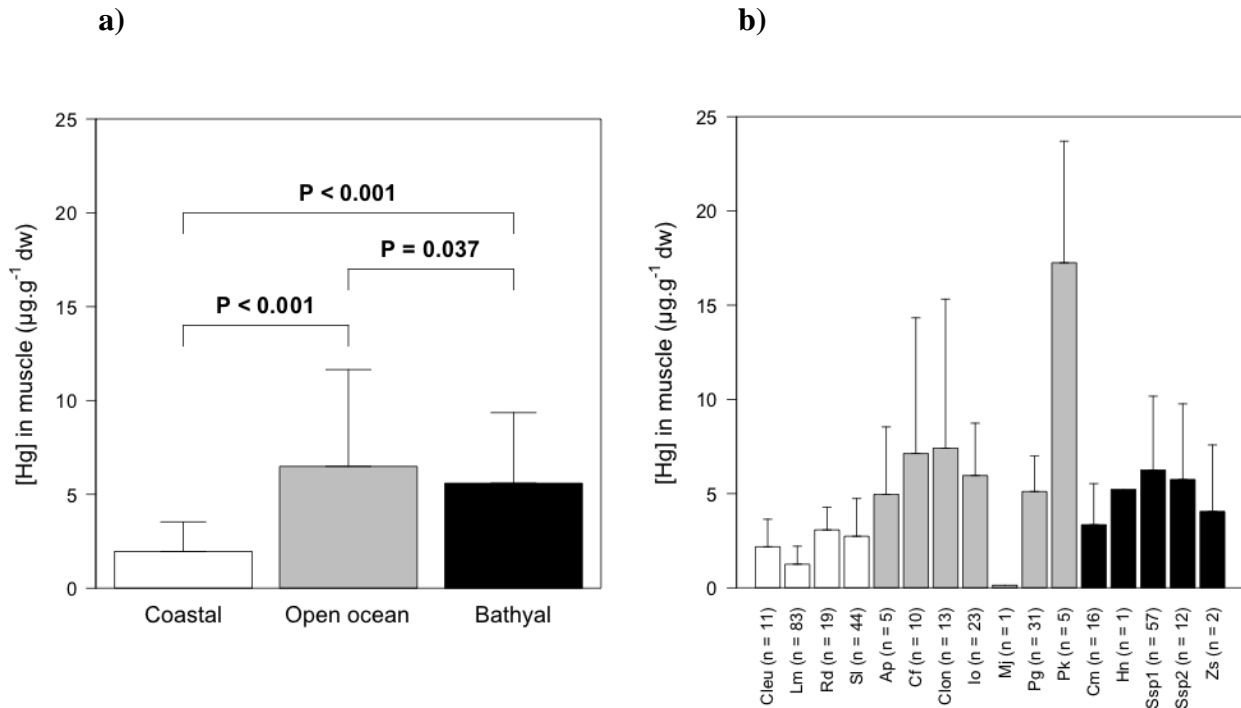 a)
[Hg] in muscle (µg.g⁻¹ dw)
25
20
15
10
5
0
P < 0.001
P = 0.037
P < 0.001
Coastal
Open ocean
Bathyal
b)
[Hg] in muscle (µg.g⁻¹ dw)
25
20
15
10
5
0
Cleu (n = 11)
Lm (n = 83)
Rd (n = 19)
Sl (n = 44)
Ap (n = 5)
Cf (n = 10)
Clon (n = 13)
Io (n = 23)
Mj (n = 1)
Pg (n = 31)
Pk (n = 5)
Cm (n = 16)
Hn (n = 1)
Ssp1 (n = 57)
Ssp2 (n = 12)
Zs (n = 2)